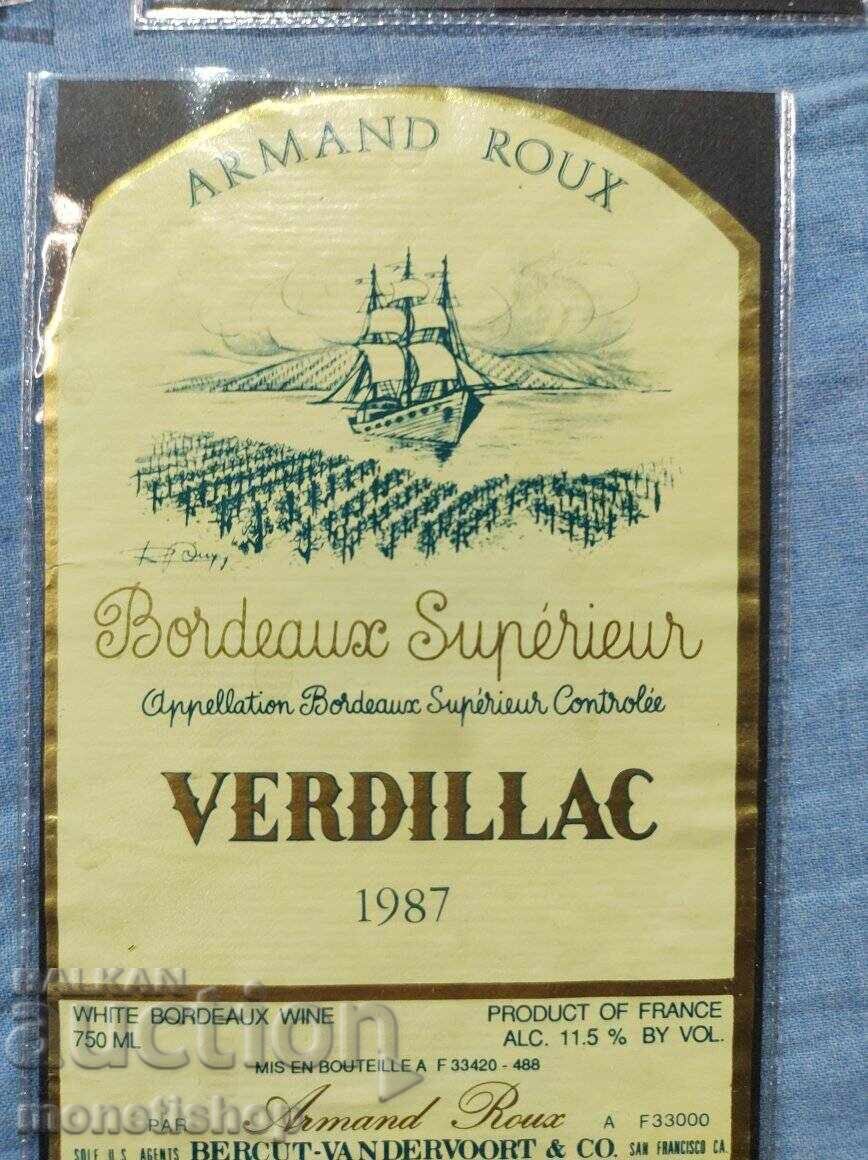 ARMAND ROUX
Bordeaux Supérieur
Appellation Bordeaux Supérieur Controlée
VERDILLAC
1987
WHITE BORDEAUX WINE PRODUCT OF FRANCE
750 ML ALC. 11.5 % BY VOL.
MIS EN BOUTEILLE A F 33420 - 488
PAR Armand Roux A F33000
SOLE U.S. AGENTS BERCUT-VANDERVOORT & CO. SAN FRANCISCO CA.
BALKAN
auction
monetishop